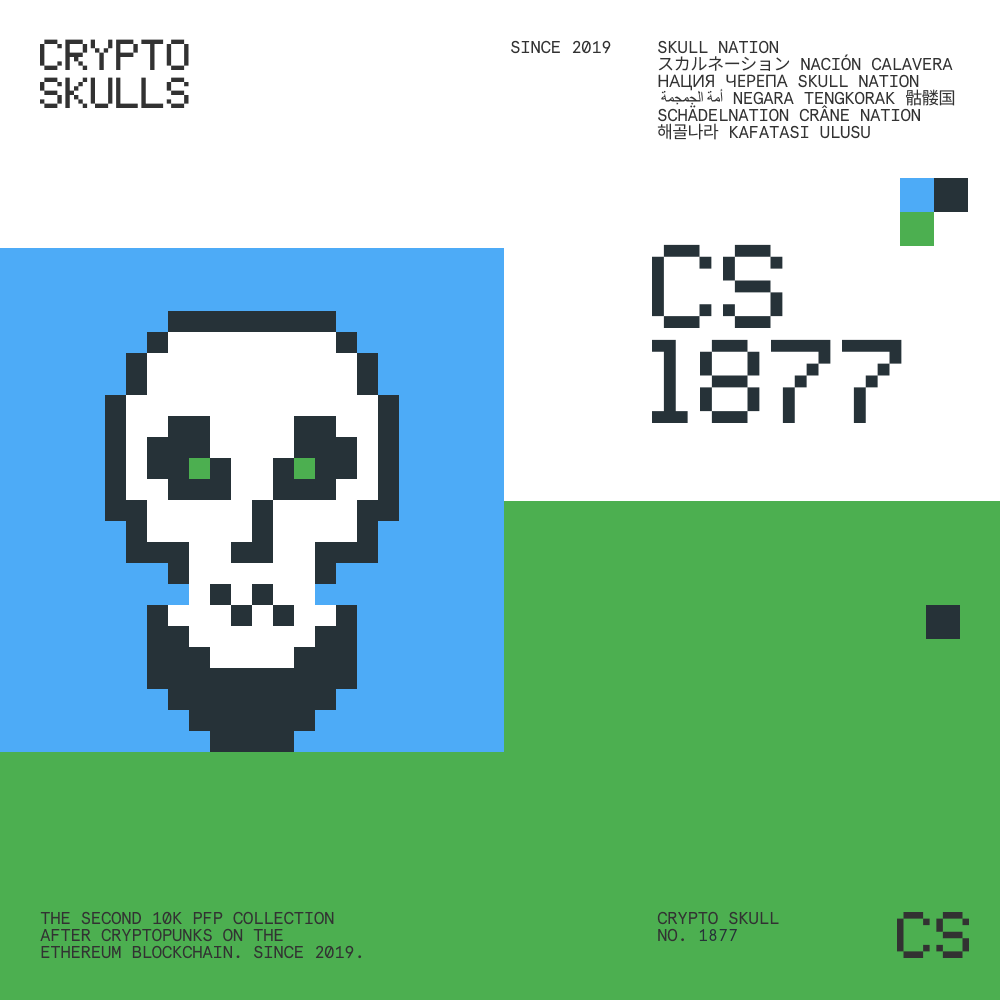 CRYPTO
SKULLS
SINCE 2019
SKULL NATION
スカルネーション NACIÓN CALAVERA
НАЦИЯ ЧЕРЕПА SKULL NATION
أمة الجمجمة NEGARA TENGKORAK 骷髅国
SCHÄDELNATION CRÂNE NATION
해골나라 KAFATASI ULUSU
CS
1877
THE SECOND 10K PFP COLLECTION
AFTER CRYPTOPUNKS ON THE
ETHEREUM BLOCKCHAIN. SINCE 2019.
CRYPTO SKULL
NO. 1877
CS